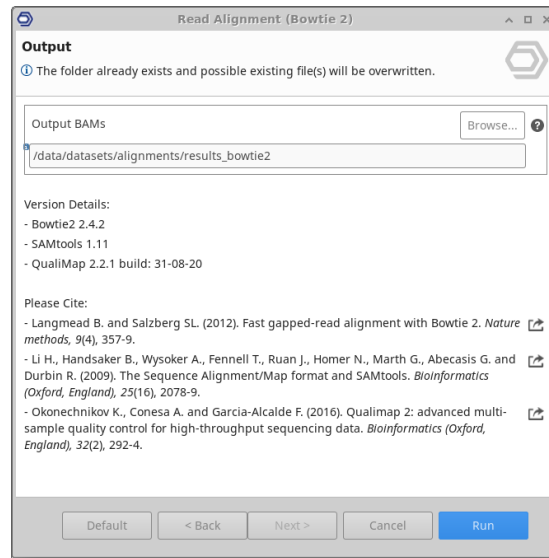 Read Alignment (Bowtie 2)
Output
The folder already exists and possible existing file(s) will be overwritten.
Output BAMs
Browse...
/data/datasets/alignments/results_bowtie2
Version Details:
- Bowtie2 2.4.2
- SAMtools 1.11
- QualiMap 2.2.1 build: 31-08-20
Please Cite:
- Langmead B. and Salzberg SL. (2012). Fast gapped-read alignment with Bowtie 2. Nature
methods, 9(4), 357-9.
- Li H., Handsaker B., Wysoker A., Fennell T., Ruan J., Homer N., Marth G., Abecasis G. and
Durbin R. (2009). The Sequence Alignment/Map format and SAMtools. Bioinformatics
(Oxford, England), 25(16), 2078-9.
- Okonechnikov K., Conesa A. and Garcia-Alcalde F. (2016). Qualimap 2: advanced multi-
sample quality control for high-throughput sequencing data. Bioinformatics (Oxford,
England), 32(2), 292-4.
Default
< Back
Next >
Cancel
Run